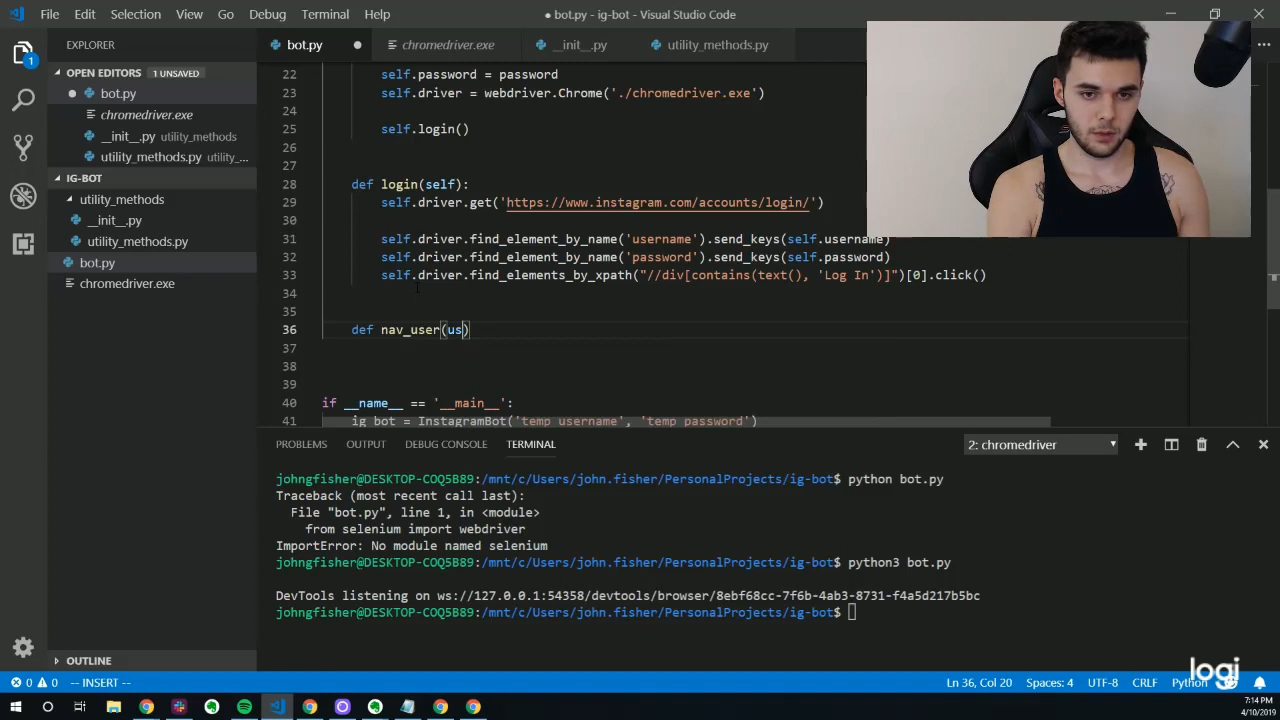 File Edit Selection View Go Debug Terminal Help
● bot.py - ig-bot - Visual Studio Code
EXPLORER
OPEN EDITORS 1 UNSAVED
bot.py
chromedriver.exe
__init__.py utility_methods
utility_methods.py utility_...
IG-BOT
utility_methods
__init__.py
utility_methods.py
bot.py
chromedriver.exe
OUTLINE
bot.py chromedriver.exe __init__.py utility_methods.py
22 self.password = password
23 self.driver = webdriver.Chrome('./chromedriver.exe')
24
25 self.login()
26
27
28 def login(self):
29 self.driver.get('https://www.instagram.com/accounts/login/')
30
31 self.driver.find_element_by_name('username').send_keys(self.username)
32 self.driver.find_element_by_name('password').send_keys(self.password)
33 self.driver.find_elements_by_xpath("//div[contains(text(), 'Log In')]")[0].click()
34
35
36 def nav_user(us)
37
38
39
40 if __name__ == '__main__':
41 ig_bot = InstagramBot('temp_username', 'temp_password')
PROBLEMS OUTPUT DEBUG CONSOLE TERMINAL 2: chromedriver
johngfisher@DESKTOP-COQ5B89:/mnt/c/Users/john.fisher/PersonalProjects/ig-bot$ python bot.py
Traceback (most recent call last):
File "bot.py", line 1, in <module>
from selenium import webdriver
ImportError: No module named selenium
johngfisher@DESKTOP-COQ5B89:/mnt/c/Users/john.fisher/PersonalProjects/ig-bot$ python3 bot.py
DevTools listening on ws://127.0.0.1:54358/devtools/browser/8ebf68cc-7f6b-4ab3-8731-f4a5d217b5bc
johngfisher@DESKTOP-COQ5B89:/mnt/c/Users/john.fisher/PersonalProjects/ig-bot$
logi
0 0 -- INSERT -- Ln 36, Col 20 Spaces: 4 UTF-8 CRLF Python
7:14 PM
4/10/2019